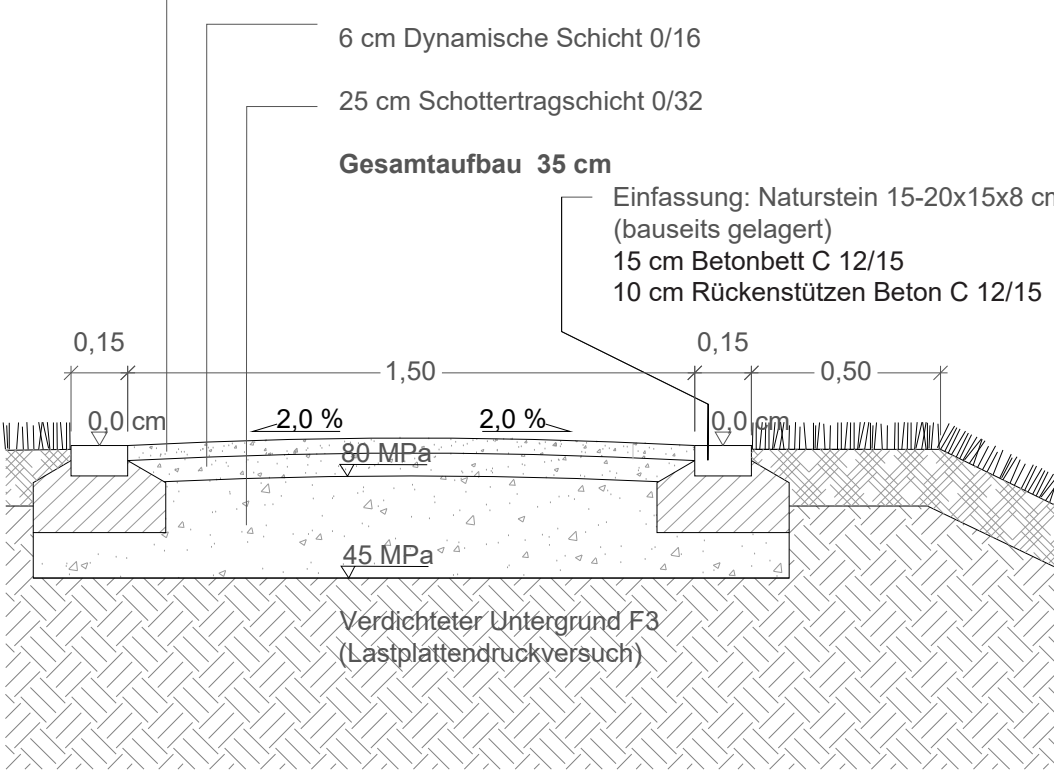 6 cm Dynamische Schicht 0/16
25 cm Schottertragschicht 0/32
Gesamtaufbau 35 cm
Einfassung: Naturstein 15-20x15x8 cm
(bauseits gelagert)
15 cm Betonbett C 12/15
10 cm Rückenstützen Beton C 12/15
0,15
1,50
0,15
0,50
0,0 cm
2,0 %
2,0 %
0,0 cm
80 MPa
45 MPa
Verdichteter Untergrund F3
(Lastplattendruckversuch)